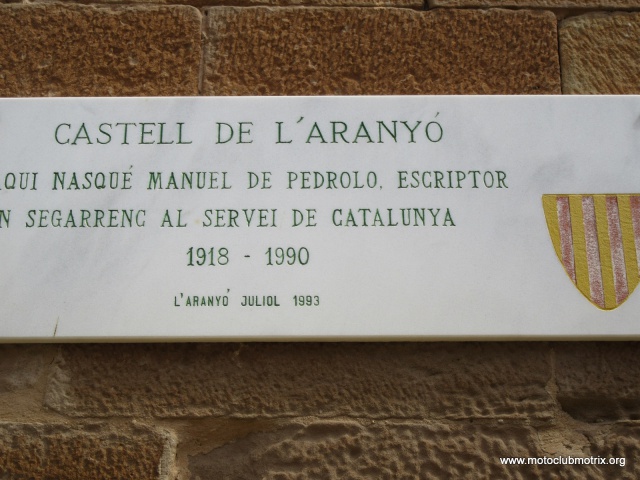 CASTELL DE L'ARANYÓ
AQUI NASQUÉ MANUEL DE PEDROLO, ESCRIPTOR
N SEGARRENC AL SERVEI DE CATALUNYA
1918 - 1990
L'ARANYÓ JULIOL 1993
www.motoclubmotrix.org